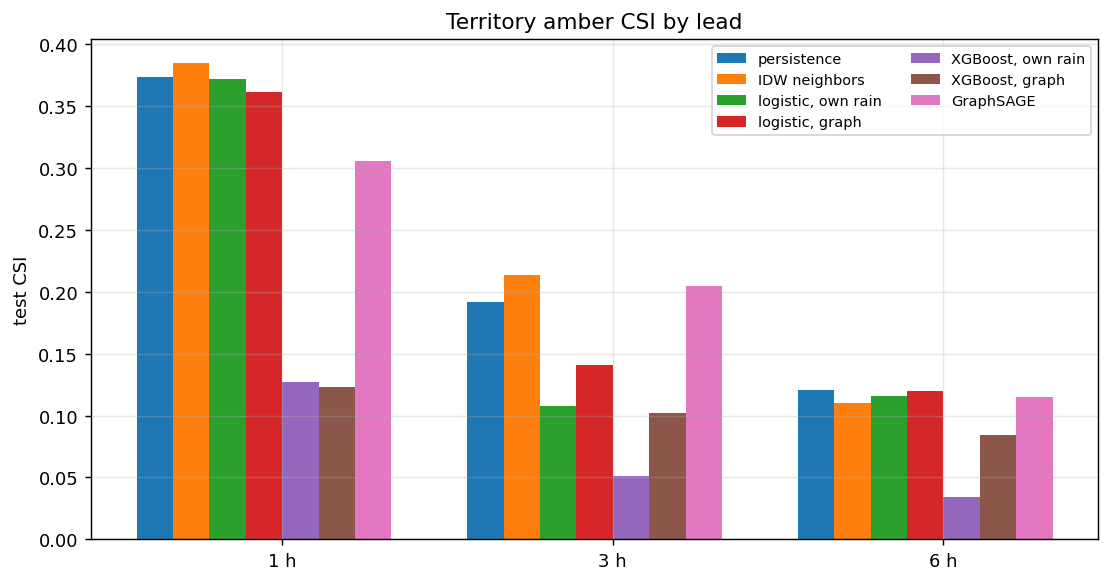 Territory amber CSI by lead
persistence
IDW neighbors
logistic, own rain
logistic, graph
XGBoost, own rain
XGBoost, graph
GraphSAGE
test CSI
0.40
0.35
0.30
0.25
0.20
0.15
0.10
0.05
0.00
1 h
3 h
6 h